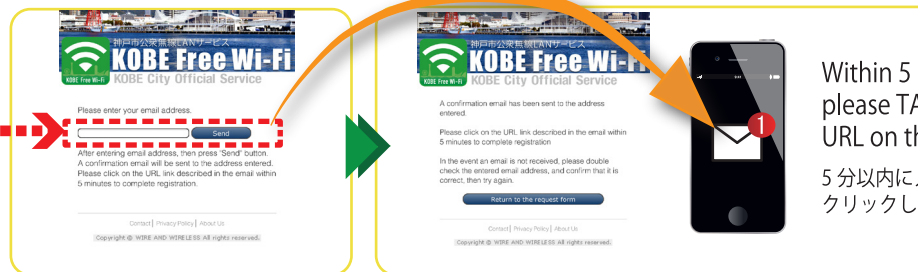 神戸市公衆無線LANサービス
KOBE Free Wi-Fi
KOBE Free Wi-Fi
KOBE City Official Service
Please enter your email address.
Send
After entering email address, then press "Send" button.
A confirmation email will be sent to the address entered.
Please click on the URL link described in the email within
5 minutes to complete registration.
Contact | Privacy Policy | About Us
Copyright @ WIRE AND WIRELESS All rights reserved.
神戸市公衆無線LANサービス
KOBE Free Wi-Fi
KOBE Free Wi-Fi
KOBE City Official Service
A confirmation email has been sent to the address
entered.
Please click on the URL link described in the email within
5 minutes to complete registration
In the event an email is not received, please double
check the entered email address, and confirm that it is
correct, then try again.
Return to the request form
Contact | Privacy Policy | About Us
Copyright @ WIRE AND WIRELESS All rights reserved.
1
Within 5
please TA
URL on th
5 分以内に
クリックし